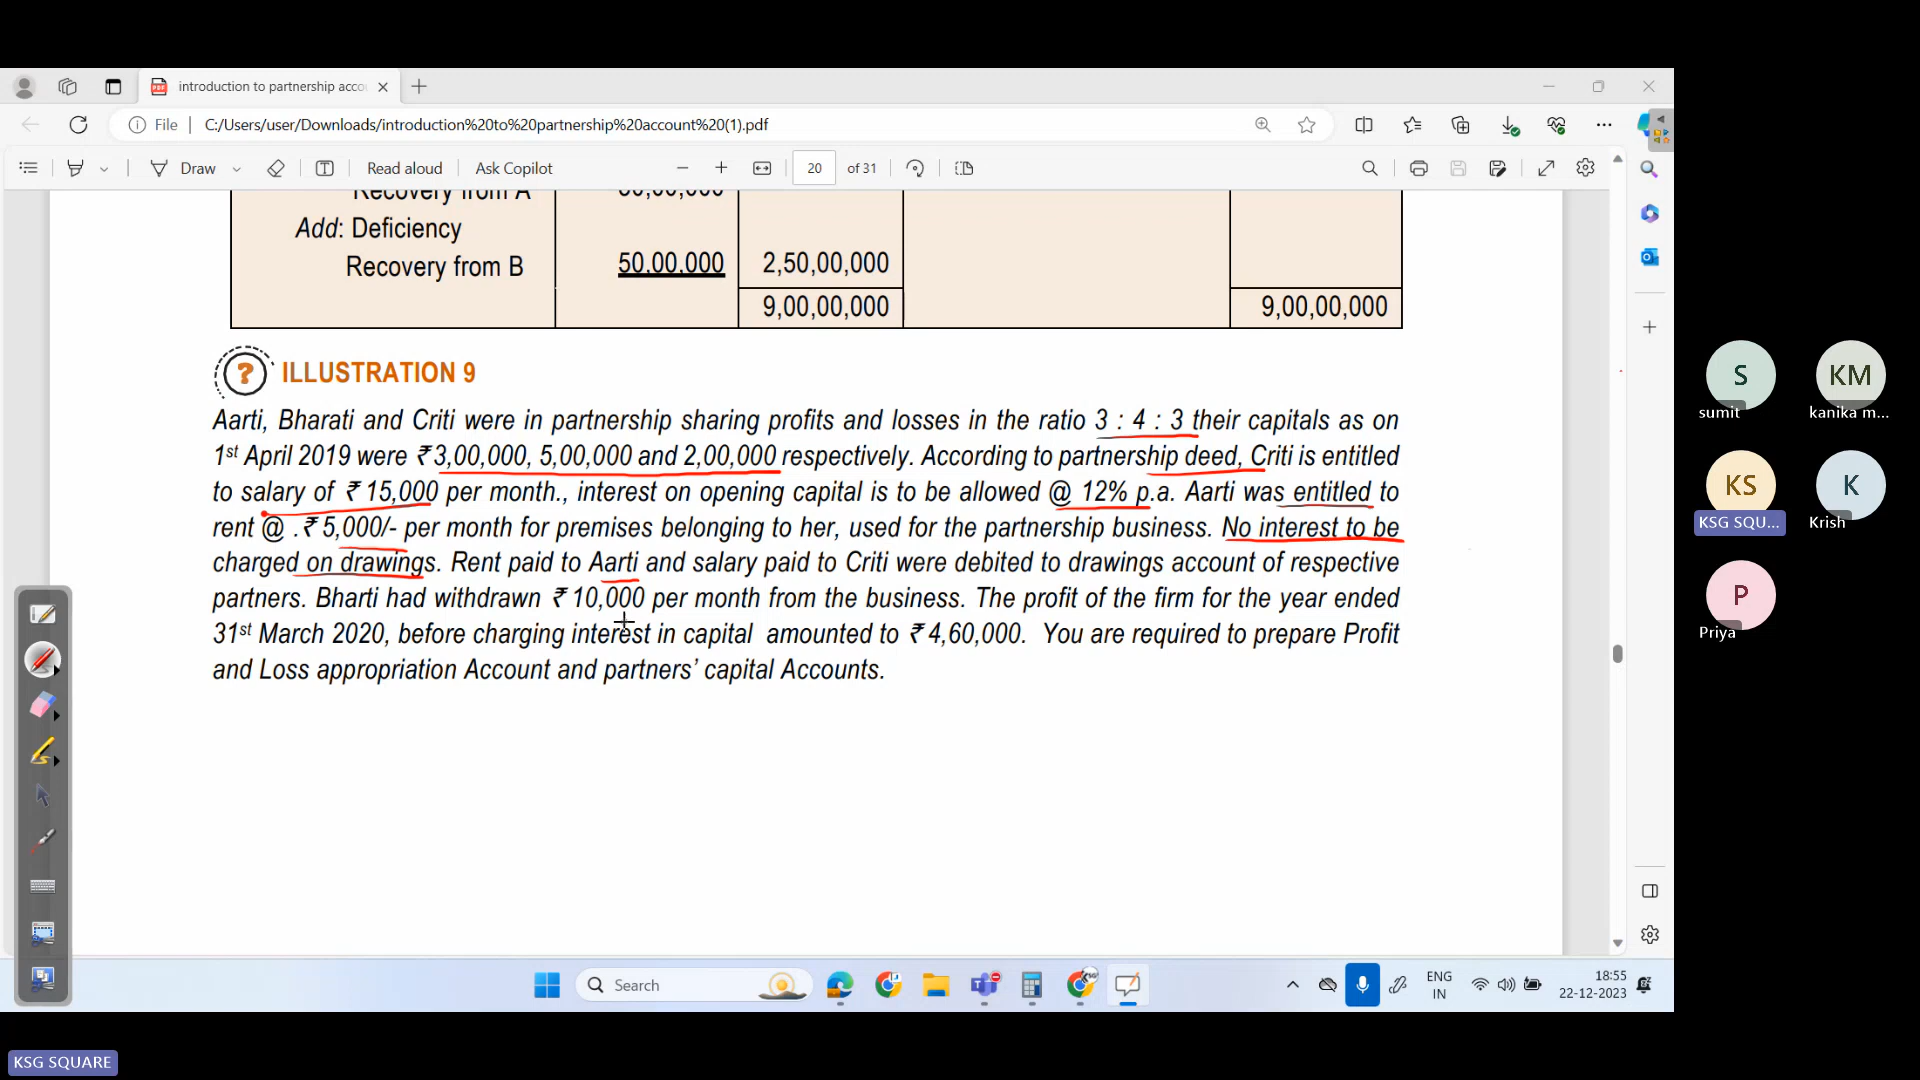 introduction to partnership acco
File
C:/Users/user/Downloads/introduction%20to%20partnership%20account%20(1).pdf
Draw
Read aloud
Ask Copilot
20
of 31
Recovery from A
Add: Deficiency
Recovery from B 50,00,000 2,50,00,000
9,00,00,000 9,00,00,000
? ILLUSTRATION 9
Aarti, Bharati and Criti were in partnership sharing profits and losses in the ratio 3 : 4 : 3 their capitals as on
1st April 2019 were ₹ 3,00,000, 5,00,000 and 2,00,000 respectively. According to partnership deed, Criti is entitled
to salary of ₹ 15,000 per month., interest on opening capital is to be allowed @ 12% p.a. Aarti was entitled to
rent @ .₹ 5,000/- per month for premises belonging to her, used for the partnership business. No interest to be
charged on drawings. Rent paid to Aarti and salary paid to Criti were debited to drawings account of respective
partners. Bharti had withdrawn ₹ 10,000 per month from the business. The profit of the firm for the year ended
31st March 2020, before charging interest in capital amounted to ₹ 4,60,000. You are required to prepare Profit
and Loss appropriation Account and partners’ capital Accounts.
S
sumit
KM
kanika m...
KS
KSG SQU...
K
Krish
P
Priya
Search
ENG
IN
18:55
22-12-2023
KSG SQUARE